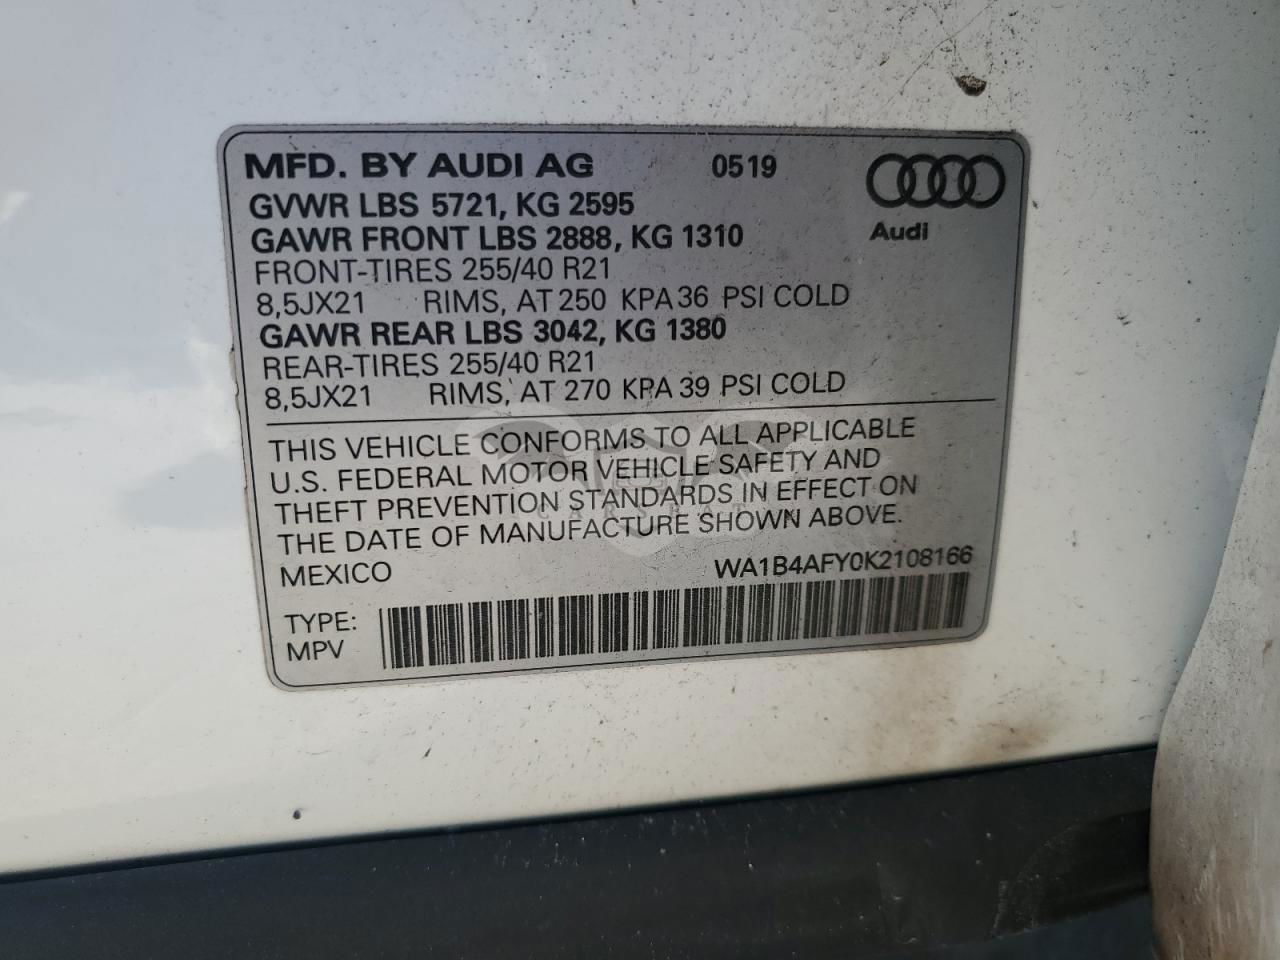 MFD. BY AUDI AG 0519
GVWR LBS 5721, KG 2595
GAWR FRONT LBS 2888, KG 1310
Audi
FRONT-TIRES 255/40 R21
8,5JX21 RIMS, AT 250 KPA 36 PSI COLD
GAWR REAR LBS 3042, KG 1380
REAR-TIRES 255/40 R21
8,5JX21 RIMS, AT 270 KPA 39 PSI COLD
THIS VEHICLE CONFORMS TO ALL APPLICABLE
U.S. FEDERAL MOTOR VEHICLE SAFETY AND
THEFT PREVENTION STANDARDS IN EFFECT ON
THE DATE OF MANUFACTURE SHOWN ABOVE.
MEXICO WA1B4AFY0K2108166
TYPE:
MPV